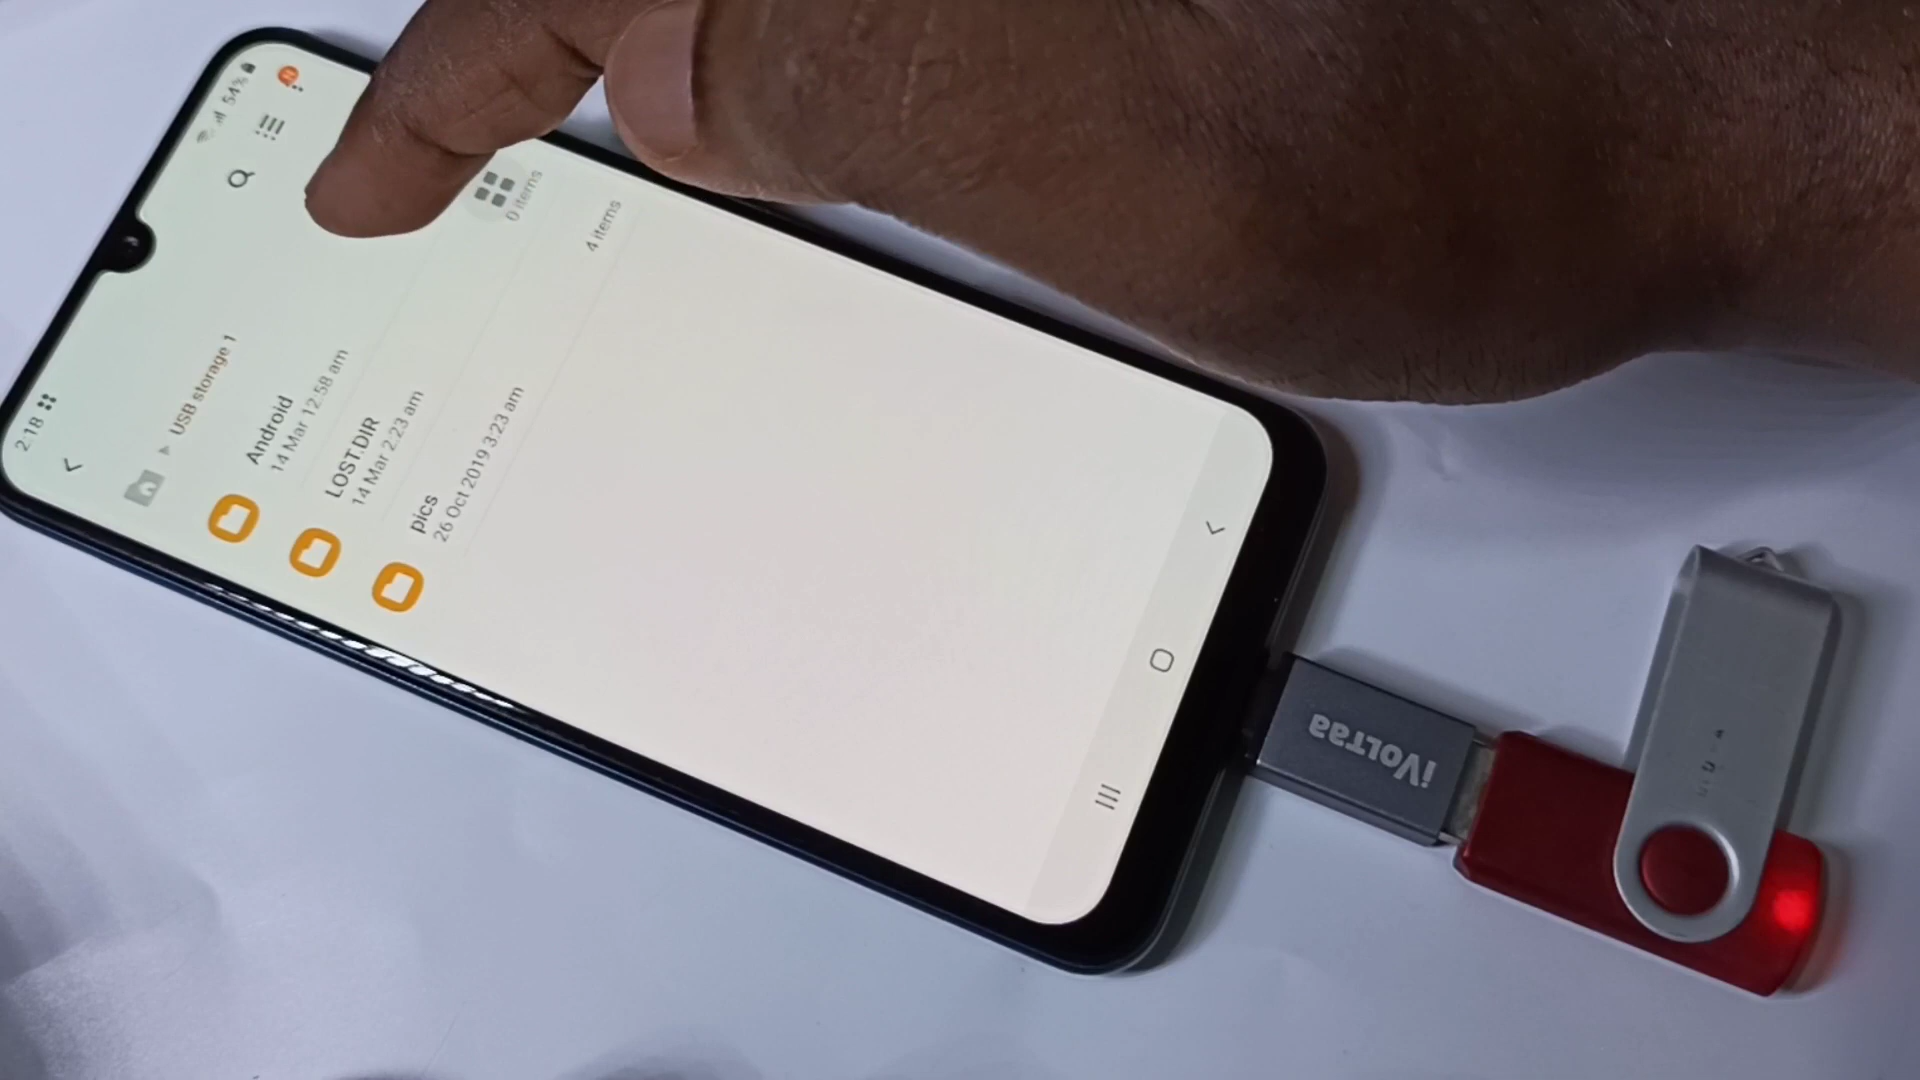 2:18
54%
USB storage 1
Android
14 Mar 12:58 am
LOST.DIR
14 Mar 2:23 am
0 items
pics
26 Oct 2019 3:23 am
4 items
iVoltaa